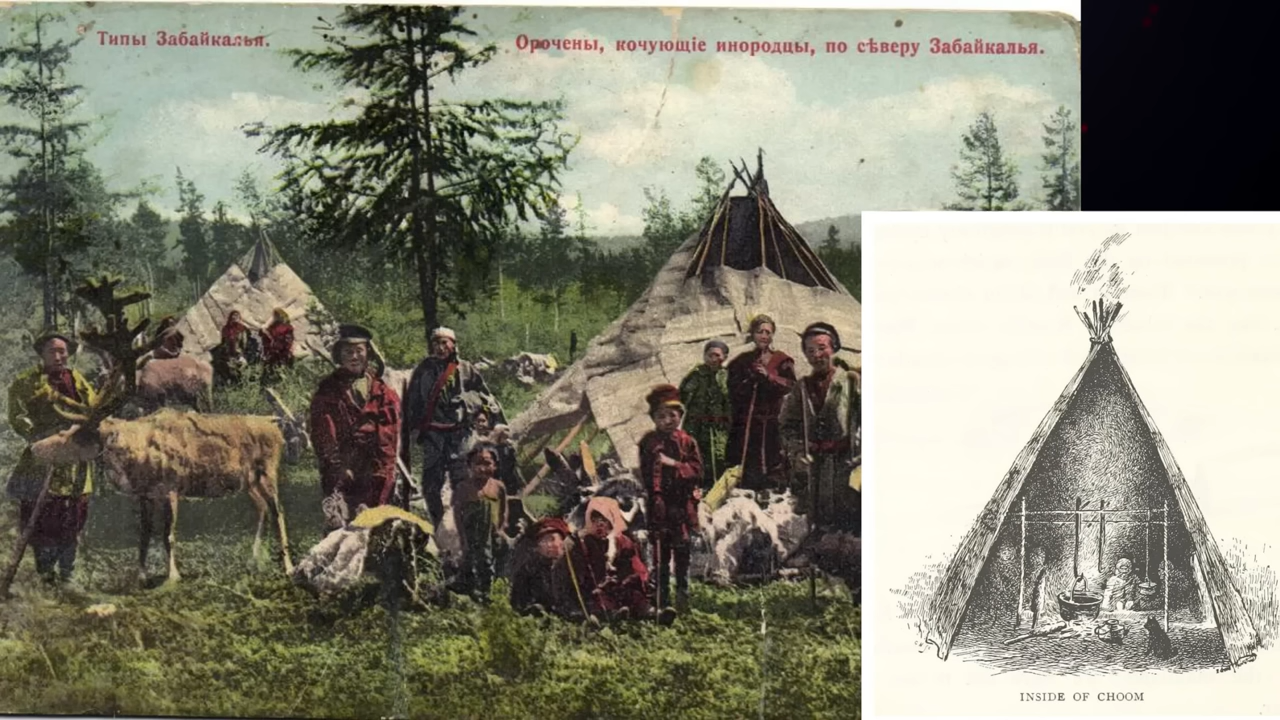 Типы Забайкалья.
Орочены, кочующіе инородцы, по сѣверу Забайкалья.
INSIDE OF CHOOM